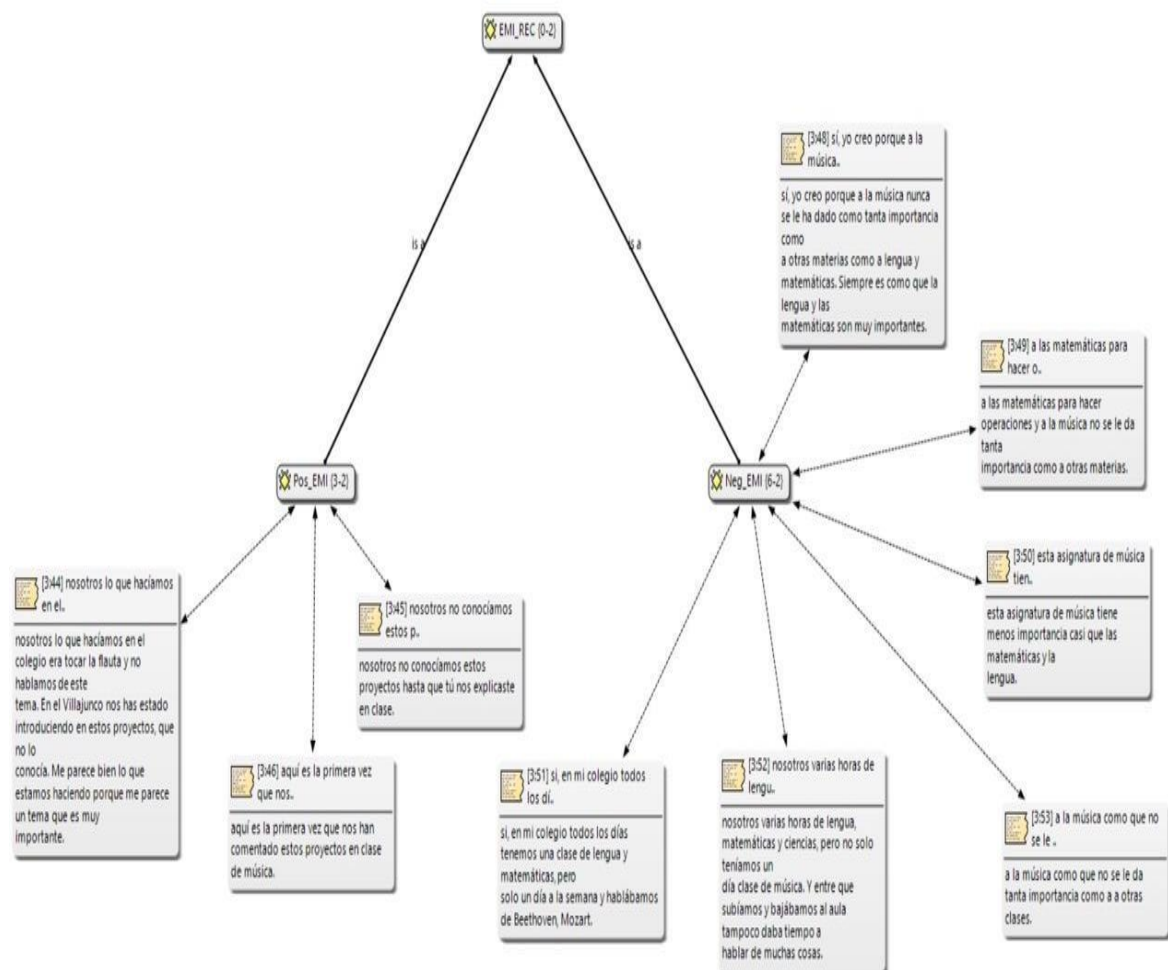 EMI_REC {0-2}
[3:48] sí, yo creo porque a la
música..
sí, yo creo porque a la música nunca
se le ha dado como tanta importancia
como
a otras materias como a lengua y
matemáticas. Siempre es como que la
lengua y las
matemáticas son muy importantes.
is a
is a
[3:49] a las matemáticas para
hacer o..
a las matemáticas para hacer
operaciones y a la música no se le da
tanta
importancia como a otras materias.
Pos_EMI {3-2}
Neg_EMI {6-2}
[3:44] nosotros lo que hacíamos
en el..
nosotros lo que hacíamos en el
colegio era tocar la flauta y no
hablamos de este
tema. En el Villajunco nos has estado
introduciendo en estos proyectos, que
no lo
conocía. Me parece bien lo que
estamos haciendo porque me parece
un tema que es muy
importante.
[3:45] nosotros no conocíamos
estos p..
nosotros no conocíamos estos
proyectos hasta que tú nos explicaste
en clase.
[3:50] esta asignatura de música
tien..
esta asignatura de música tiene
menos importancia casi que las
matemáticas y la
lengua.
[3:46] aquí es la primera vez
que nos..
aquí es la primera vez que nos han
comentado estos proyectos en clase
de música.
[3:51] si, en mi colegio todos
los dí..
si, en mi colegio todos los días
tenemos una clase de lengua y
matemáticas, pero
solo un día a la semana y hablábamos
de Beethoven, Mozart.
[3:52] nosotros varias horas de
lengu..
nosotros varias horas de lengua,
matemáticas y ciencias, pero no solo
teníamos un
día clase de música. Y entre que
subíamos y bajábamos al aula
tampoco daba tiempo a
hablar de muchas cosas.
[3:53] a la música como que no
se le ..
a la música como que no se le da
tanta importancia como a a otras
clases.